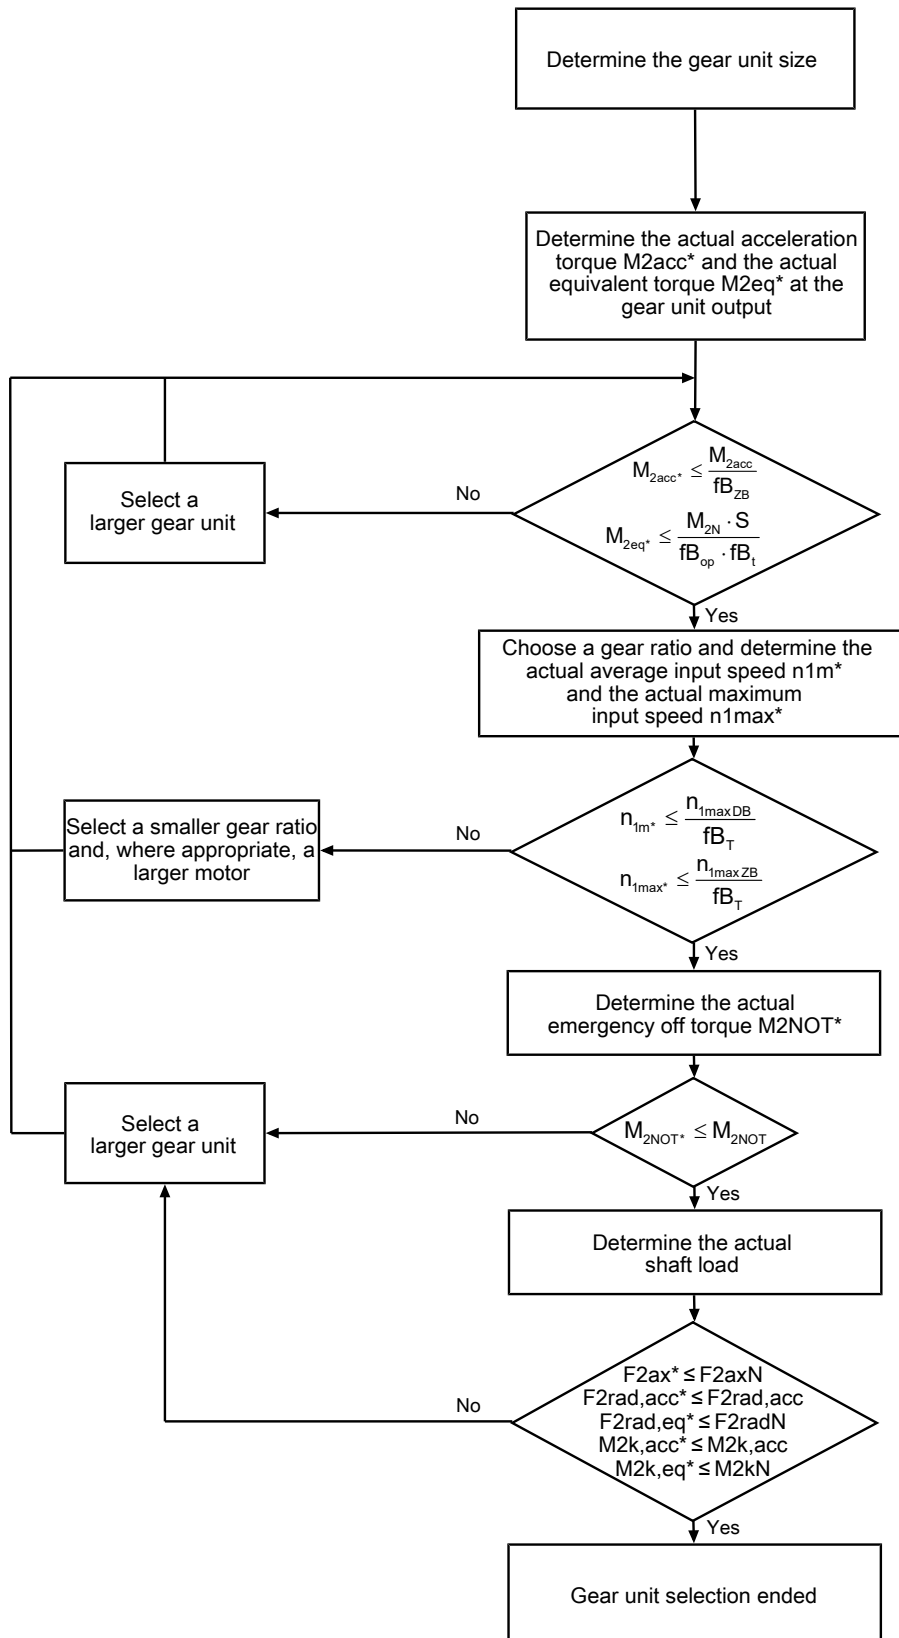 Determine the gear unit size
Determine the actual acceleration
torque M2acc* and the actual
equivalent torque M2eq* at the
gear unit output
M2acc* ≤ M2acc / fBZB
M2eq* ≤ M2N · S / fBop · fBt
No
Select a
larger gear unit
Yes
Choose a gear ratio and determine the
actual average input speed n1m*
and the actual maximum
input speed n1max*
n1m* ≤ n1maxDB / fBT
n1max* ≤ n1maxZB / fBT
No
Select a smaller gear ratio
and, where appropriate, a
larger motor
Yes
Determine the actual
emergency off torque M2NOT*
M2NOT* ≤ M2NOT
No
Select a
larger gear unit
Yes
Determine the actual
shaft load
F2ax* ≤ F2axN
F2rad,acc* ≤ F2rad,acc
F2rad,eq* ≤ F2radN
M2k,acc* ≤ M2k,acc
M2k,eq* ≤ M2kN
No
Yes
Gear unit selection ended